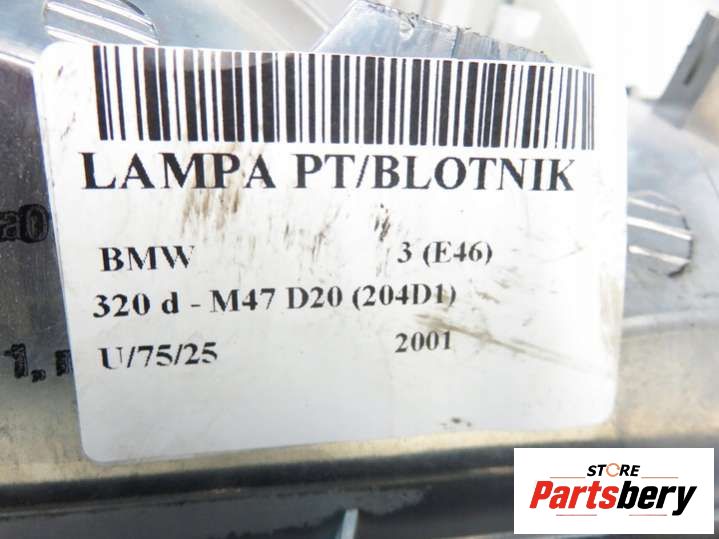 LAMPA PT/BLOTNIK
BMW 3 (E46)
320 d - M47 D20 (204D1)
U/75/25 2001
STORE
Partsbery